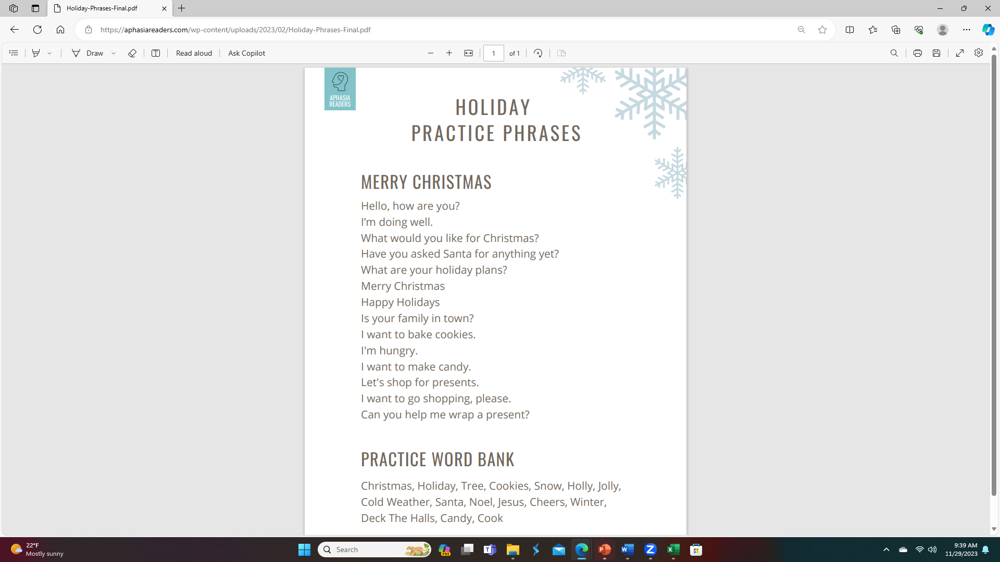 Holiday-Phrases-Final.pdf
https://aphasiareaders.com/wp-content/uploads/2023/02/Holiday-Phrases-Final.pdf
Draw
Read aloud
Ask Copilot
1 of 1
APHASIA
READERS
HOLIDAY
PRACTICE PHRASES
MERRY CHRISTMAS
Hello, how are you?
I’m doing well.
What would you like for Christmas?
Have you asked Santa for anything yet?
What are your holiday plans?
Merry Christmas
Happy Holidays
Is your family in town?
I want to bake cookies.
I'm hungry.
I want to make candy.
Let's shop for presents.
I want to go shopping, please.
Can you help me wrap a present?
PRACTICE WORD BANK
Christmas, Holiday, Tree, Cookies, Snow, Holly, Jolly,
Cold Weather, Santa, Noel, Jesus, Cheers, Winter,
Deck The Halls, Candy, Cook
22°F
Mostly sunny
Search
PRE
9:39 AM
11/29/2023